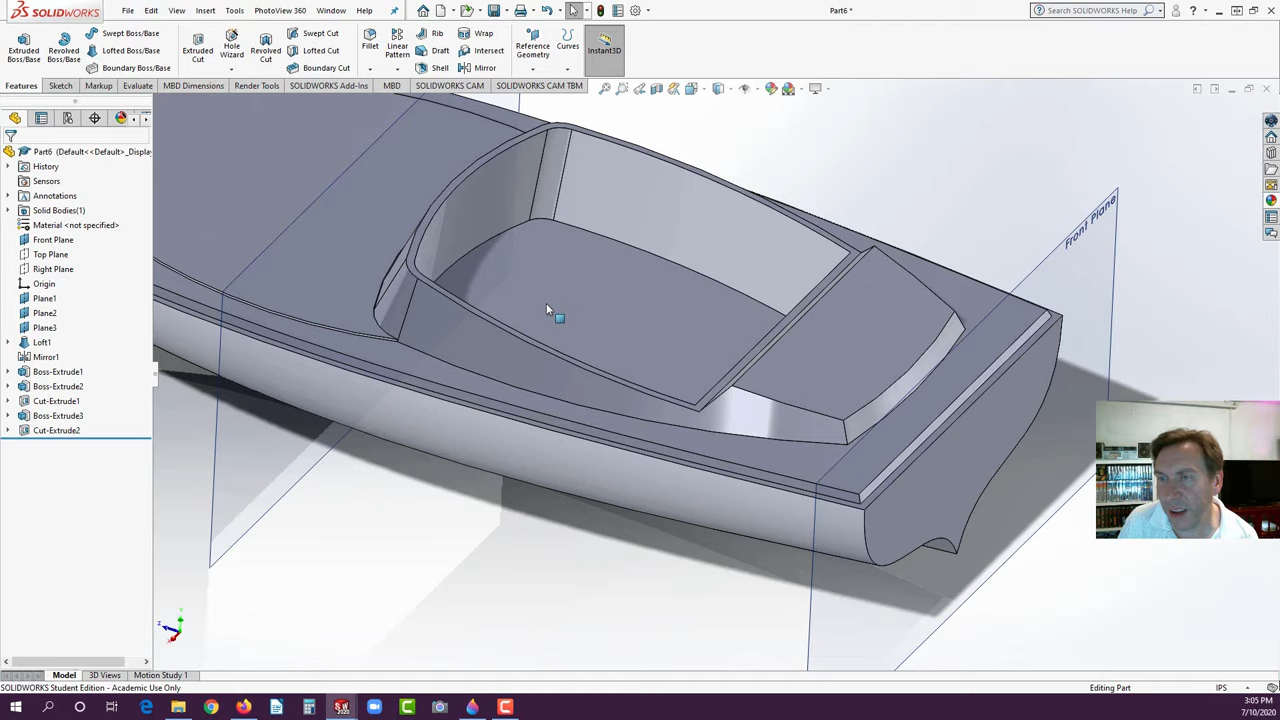 SOLIDWORKS File Edit View Insert Tools PhotoView 360 Window Help Part6 * Search SOLIDWORKS Help
Extruded Boss/Base
Revolved Boss/Base
Swept Boss/Base
Lofted Boss/Base
Boundary Boss/Base
Extruded Cut
Hole Wizard
Revolved Cut
Swept Cut
Lofted Cut
Boundary Cut
Fillet
Linear Pattern
Rib
Draft
Shell
Wrap
Intersect
Mirror
Reference Geometry
Curves
Instant3D
Features Sketch Markup Evaluate MBD Dimensions Render Tools SOLIDWORKS Add-Ins MBD SOLIDWORKS CAM SOLIDWORKS CAM TBM
Part6 (Default<<Default>_Display
History
Sensors
Annotations
Solid Bodies(1)
Material <not specified>
Front Plane
Top Plane
Right Plane
Origin
Plane1
Plane2
Plane3
Loft1
Mirror1
Boss-Extrude1
Boss-Extrude2
Cut-Extrude1
Boss-Extrude3
Cut-Extrude2
Front Plane
Model 3D Views Motion Study 1
SOLIDWORKS Student Edition - Academic Use Only Editing Part IPS
3:05 PM
7/10/2020